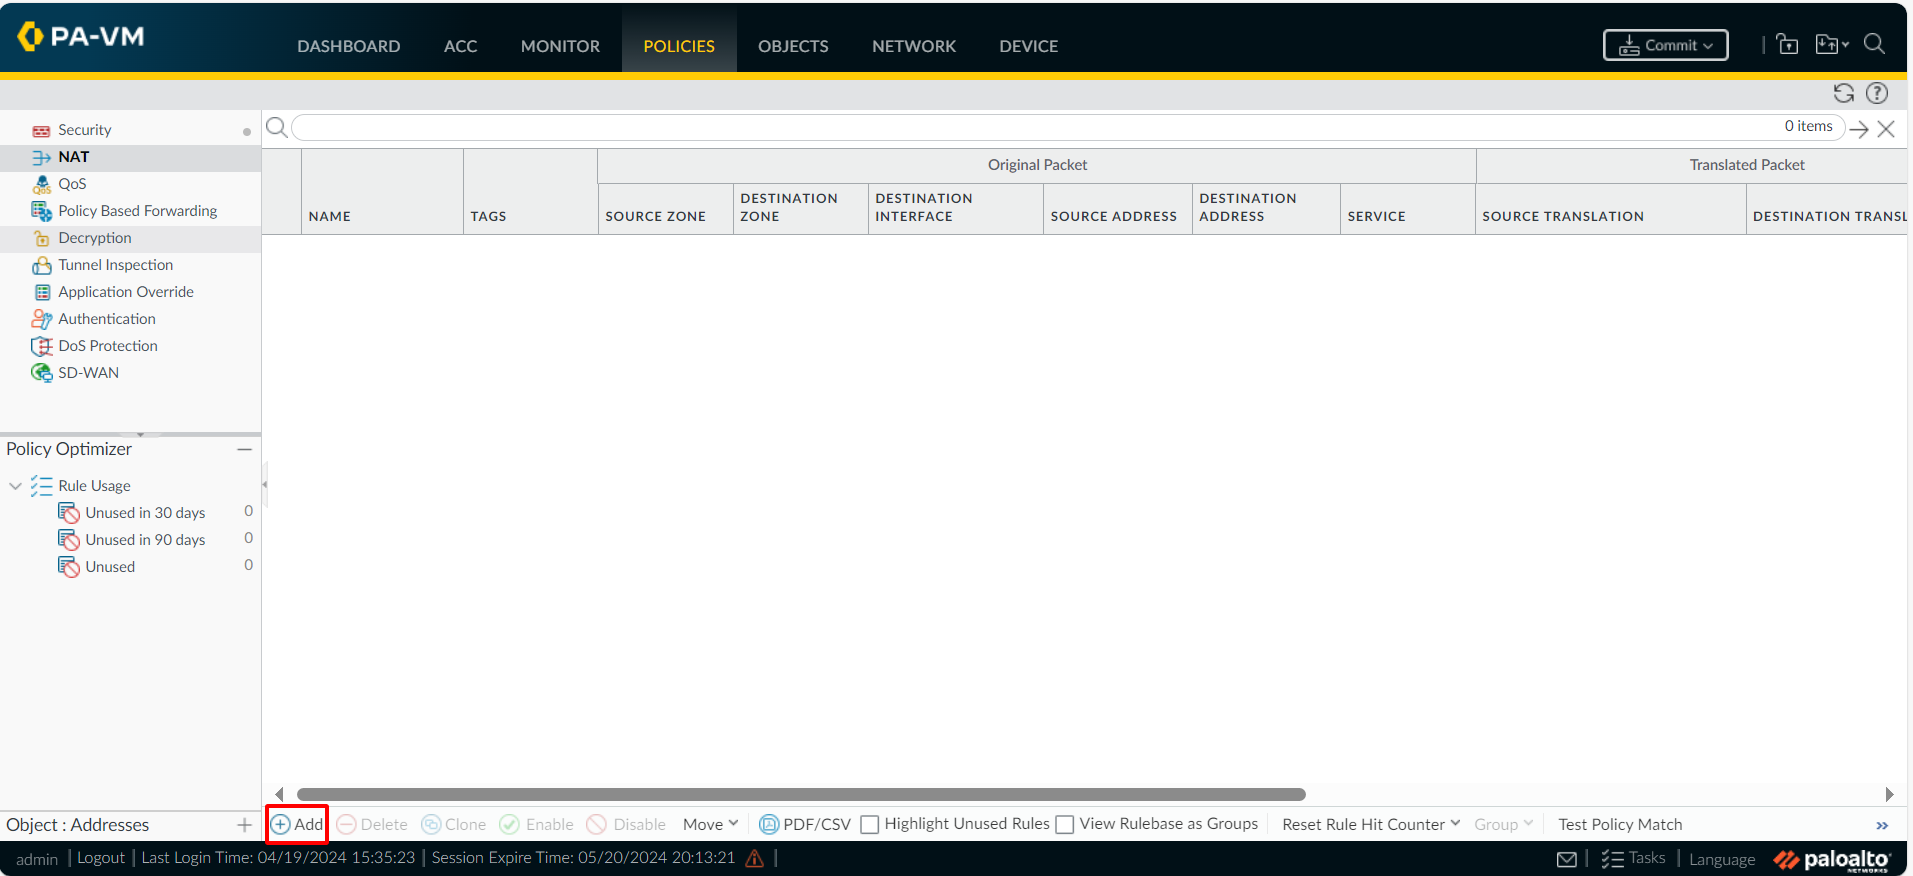 PA-VM
DASHBOARD ACC MONITOR POLICIES OBJECTS NETWORK DEVICE
Commit
Security
NAT
QoS
Policy Based Forwarding
Decryption
Tunnel Inspection
Application Override
Authentication
DoS Protection
SD-WAN
Policy Optimizer
Rule Usage
Unused in 30 days 0
Unused in 90 days 0
Unused 0
Object : Addresses
0 items
Original Packet Translated Packet
NAME TAGS SOURCE ZONE DESTINATION ZONE DESTINATION INTERFACE SOURCE ADDRESS DESTINATION ADDRESS SERVICE SOURCE TRANSLATION DESTINATION TRANSL
Add Delete Clone Enable Disable Move PDF/CSV Highlight Unused Rules View Rulebase as Groups Reset Rule Hit Counter Group Test Policy Match »
admin | Logout | Last Login Time: 04/19/2024 15:35:23 | Session Expire Time: 05/20/2024 20:13:21 | | Tasks | Language paloalto NETWORKS